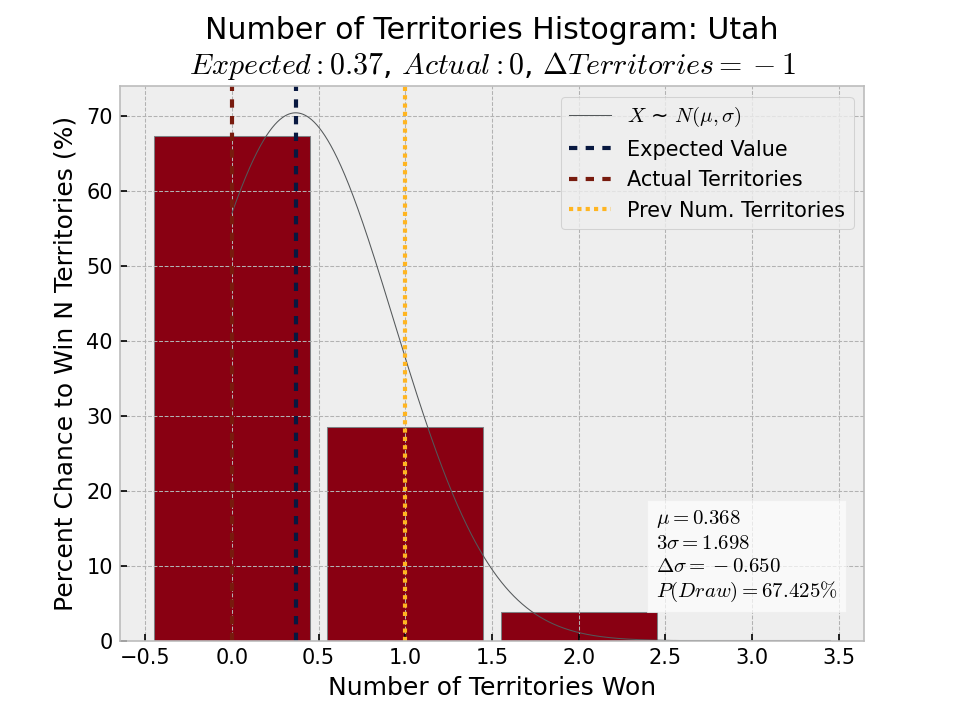 Number of Territories Histogram: Utah
Expected : 0.37, Actual : 0, ΔTerritories = −1
Percent Chance to Win N Territories (%)
70
60
50
40
30
20
10
0
X ~ N(μ, σ)
Expected Value
Actual Territories
Prev Num. Territories
μ = 0.368
3σ = 1.698
Δσ = −0.650
P(Draw) = 67.425%
−0.5 0.0 0.5 1.0 1.5 2.0 2.5 3.0 3.5
Number of Territories Won